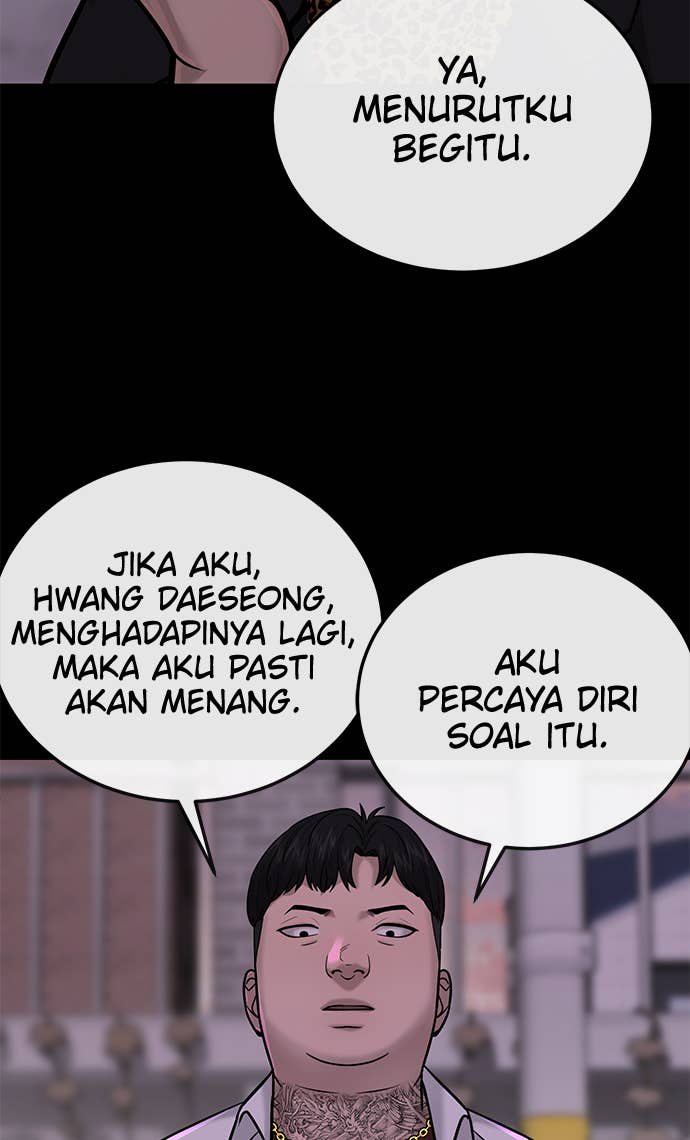 YA,
MENURUTKU
BEGITU.
JIKA AKU,
HWANG DAESEONG,
MENGHADAPINYA LAGI,
MAKA AKU PASTI
AKAN MENANG.
AKU
PERCAYA DIRI
SOAL ITU.